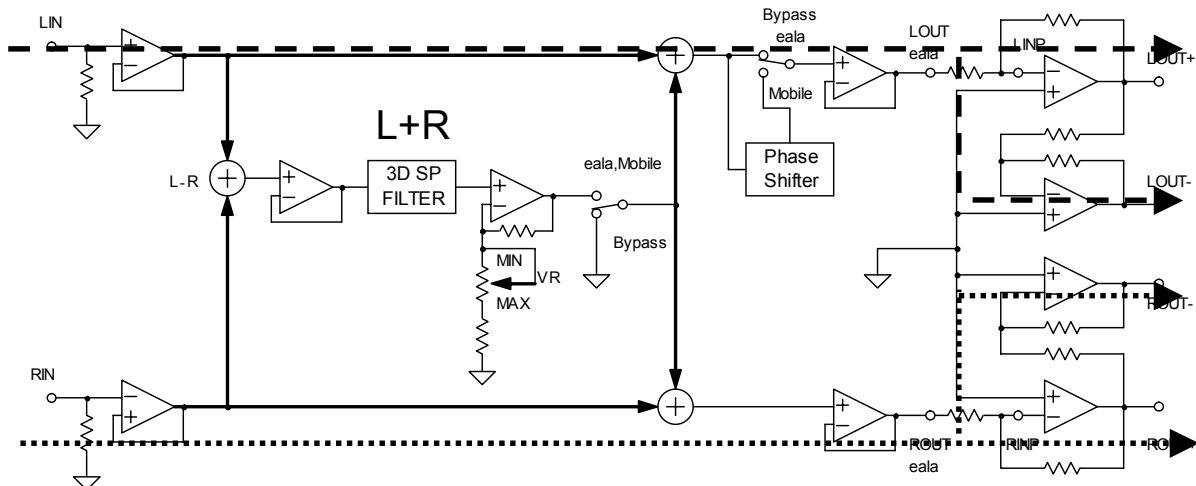 LIN
Bypass
eala
LOUT
eala
LINP
LOUT+
Mobile
L+R
Phase
Shifter
L-R
3D SP
FILTER
eala,Mobile
LOUT-
Bypass
MIN
VR
MAX
ROUT-
RIN
ROUT
eala
RINP